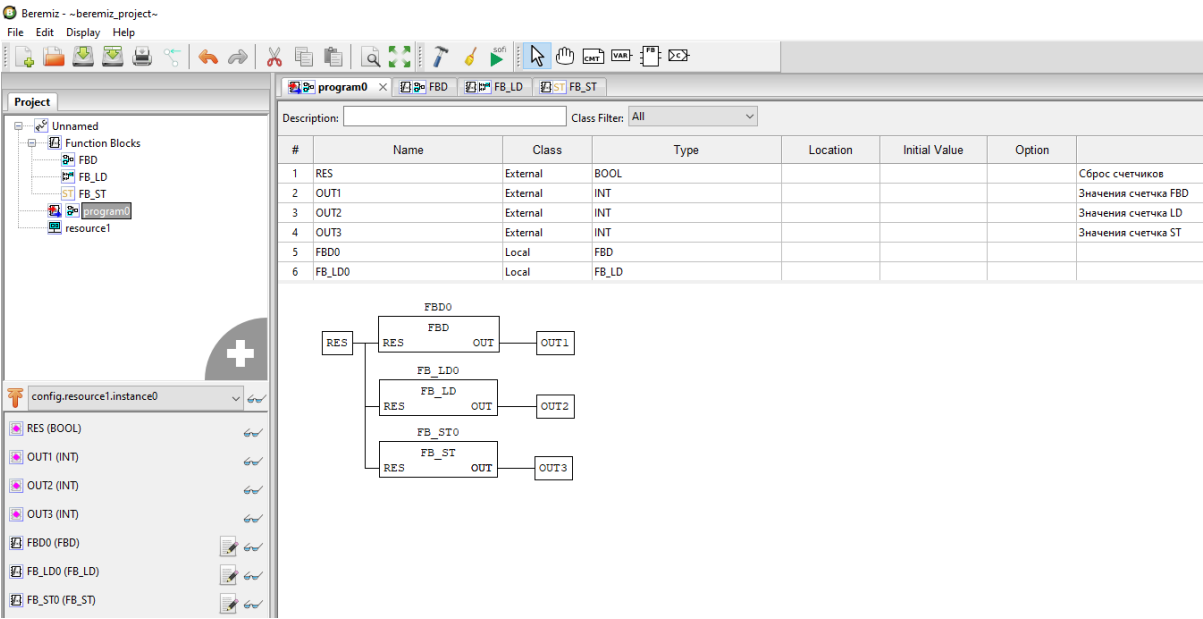 Beremiz - ~beremiz_project~
File Edit Display Help
sofi
CMT VAR FB >C>
program0 × FBD FB_LD ST FB_ST
Project
Description: Class Filter: All
Unnamed
Function Blocks
FBD
FB_LD
ST FB_ST
program0
resource1
# Name Class Type Location Initial Value Option
1 RES External BOOL Сброс счетчиков
2 OUT1 External INT Значения счетчка FBD
3 OUT2 External INT Значения счетчка LD
4 OUT3 External INT Значения счетчка ST
5 FBD0 Local FBD
6 FB_LD0 Local FB_LD
FBD0
FBD
RES RES OUT OUT1
FB_LD0
FB_LD
RES OUT OUT2
FB_ST0
FB_ST
RES OUT OUT3
config.resource1.instance0
RES (BOOL)
OUT1 (INT)
OUT2 (INT)
OUT3 (INT)
FBD0 (FBD)
FB_LD0 (FB_LD)
FB_ST0 (FB_ST)